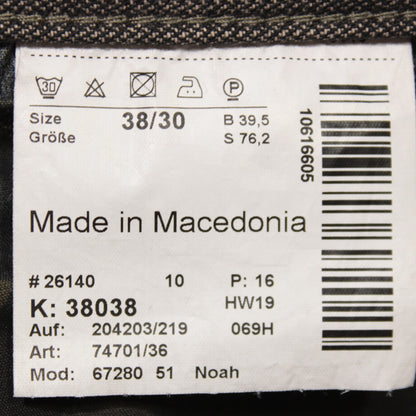 30 P
Size 38/30 B 39,5
Größe S 76,2
10616605
Made in Macedonia
# 26140 10 P: 16
K: 38038 HW19
Auf: 204203/219 069H
Art: 74701/36
Mod: 67280 51 Noah